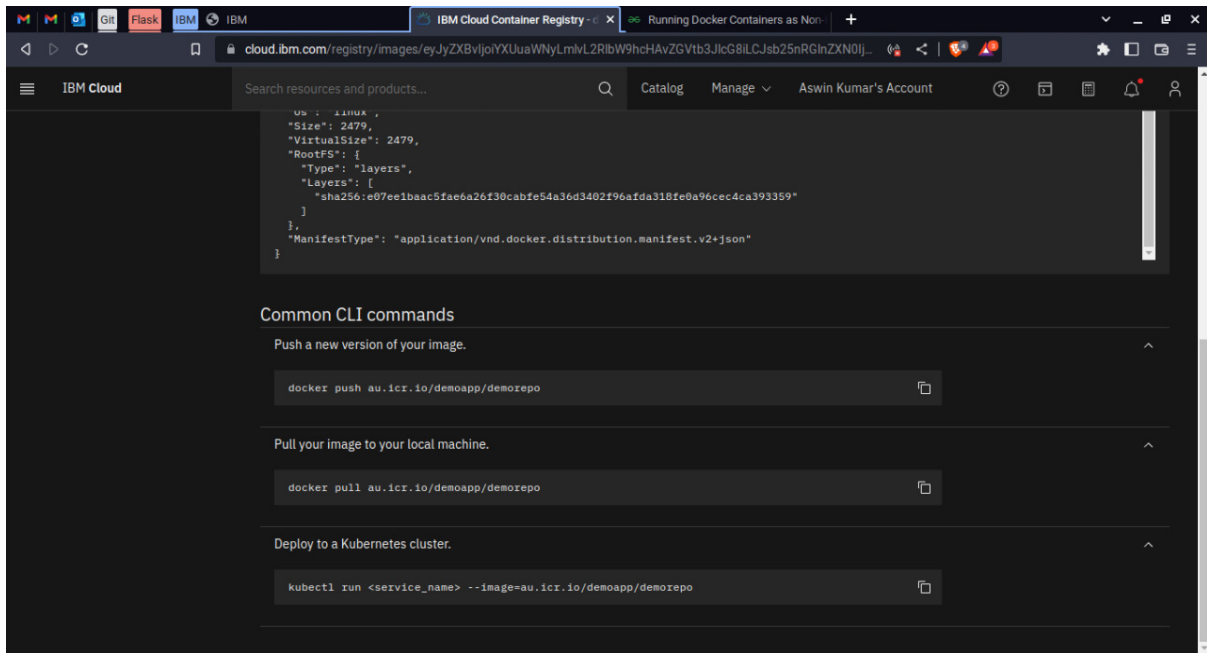 Git
Flask
IBM
IBM
IBM Cloud Container Registry - d
Running Docker Containers as Non-
cloud.ibm.com/registry/images/eyJyZXBvIjoiYXUuaWNyLmlvL2RlbW9hcHAvZGVtb3JlcG8iLCJsb25nRGlnZXN0Ij...
IBM Cloud
Search resources and products...
Catalog
Manage
Aswin Kumar's Account
"Os": "linux",
"Size": 2479,
"VirtualSize": 2479,
"RootFS": {
"Type": "layers",
"Layers": [
"sha256:e07ee1baac5fae6a26f30cabfe54a36d3402f96afda318fe0a96cec4ca393359"
]
},
"ManifestType": "application/vnd.docker.distribution.manifest.v2+json"
}
Common CLI commands
Push a new version of your image.
docker push au.icr.io/demoapp/demorepo
Pull your image to your local machine.
docker pull au.icr.io/demoapp/demorepo
Deploy to a Kubernetes cluster.
kubectl run <service_name> --image=au.icr.io/demoapp/demorepo